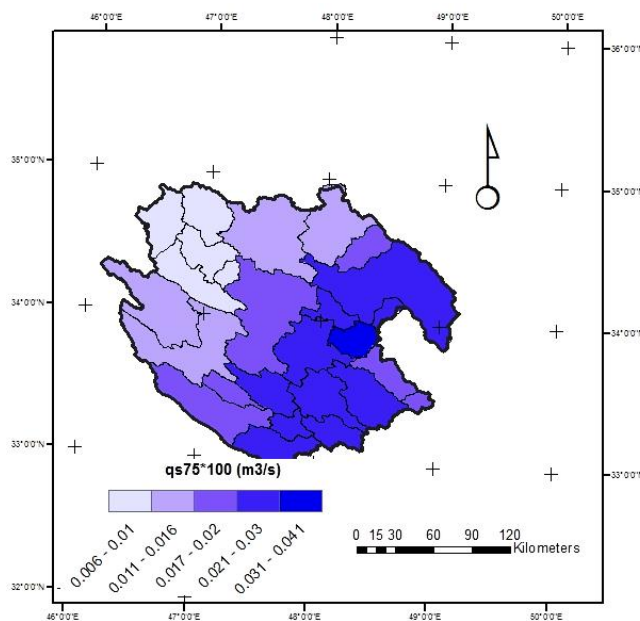 46°0'0"E 47°0'0"E 48°0'0"E 49°0'0"E 50°0'0"E
36°0'0"N
35°0'0"N 35°0'0"N
34°0'0"N 34°0'0"N
33°0'0"N 33°0'0"N
qs75*100 (m3/s)
0.006 - 0.01
0.011 - 0.016
0.017 - 0.02
0.021 - 0.03
0.031 - 0.041
0 15 30 60 90 120
Kilometers
32°0'0"N 32°0'0"N
46°0'0"E 47°0'0"E 48°0'0"E 49°0'0"E 50°0'0"E